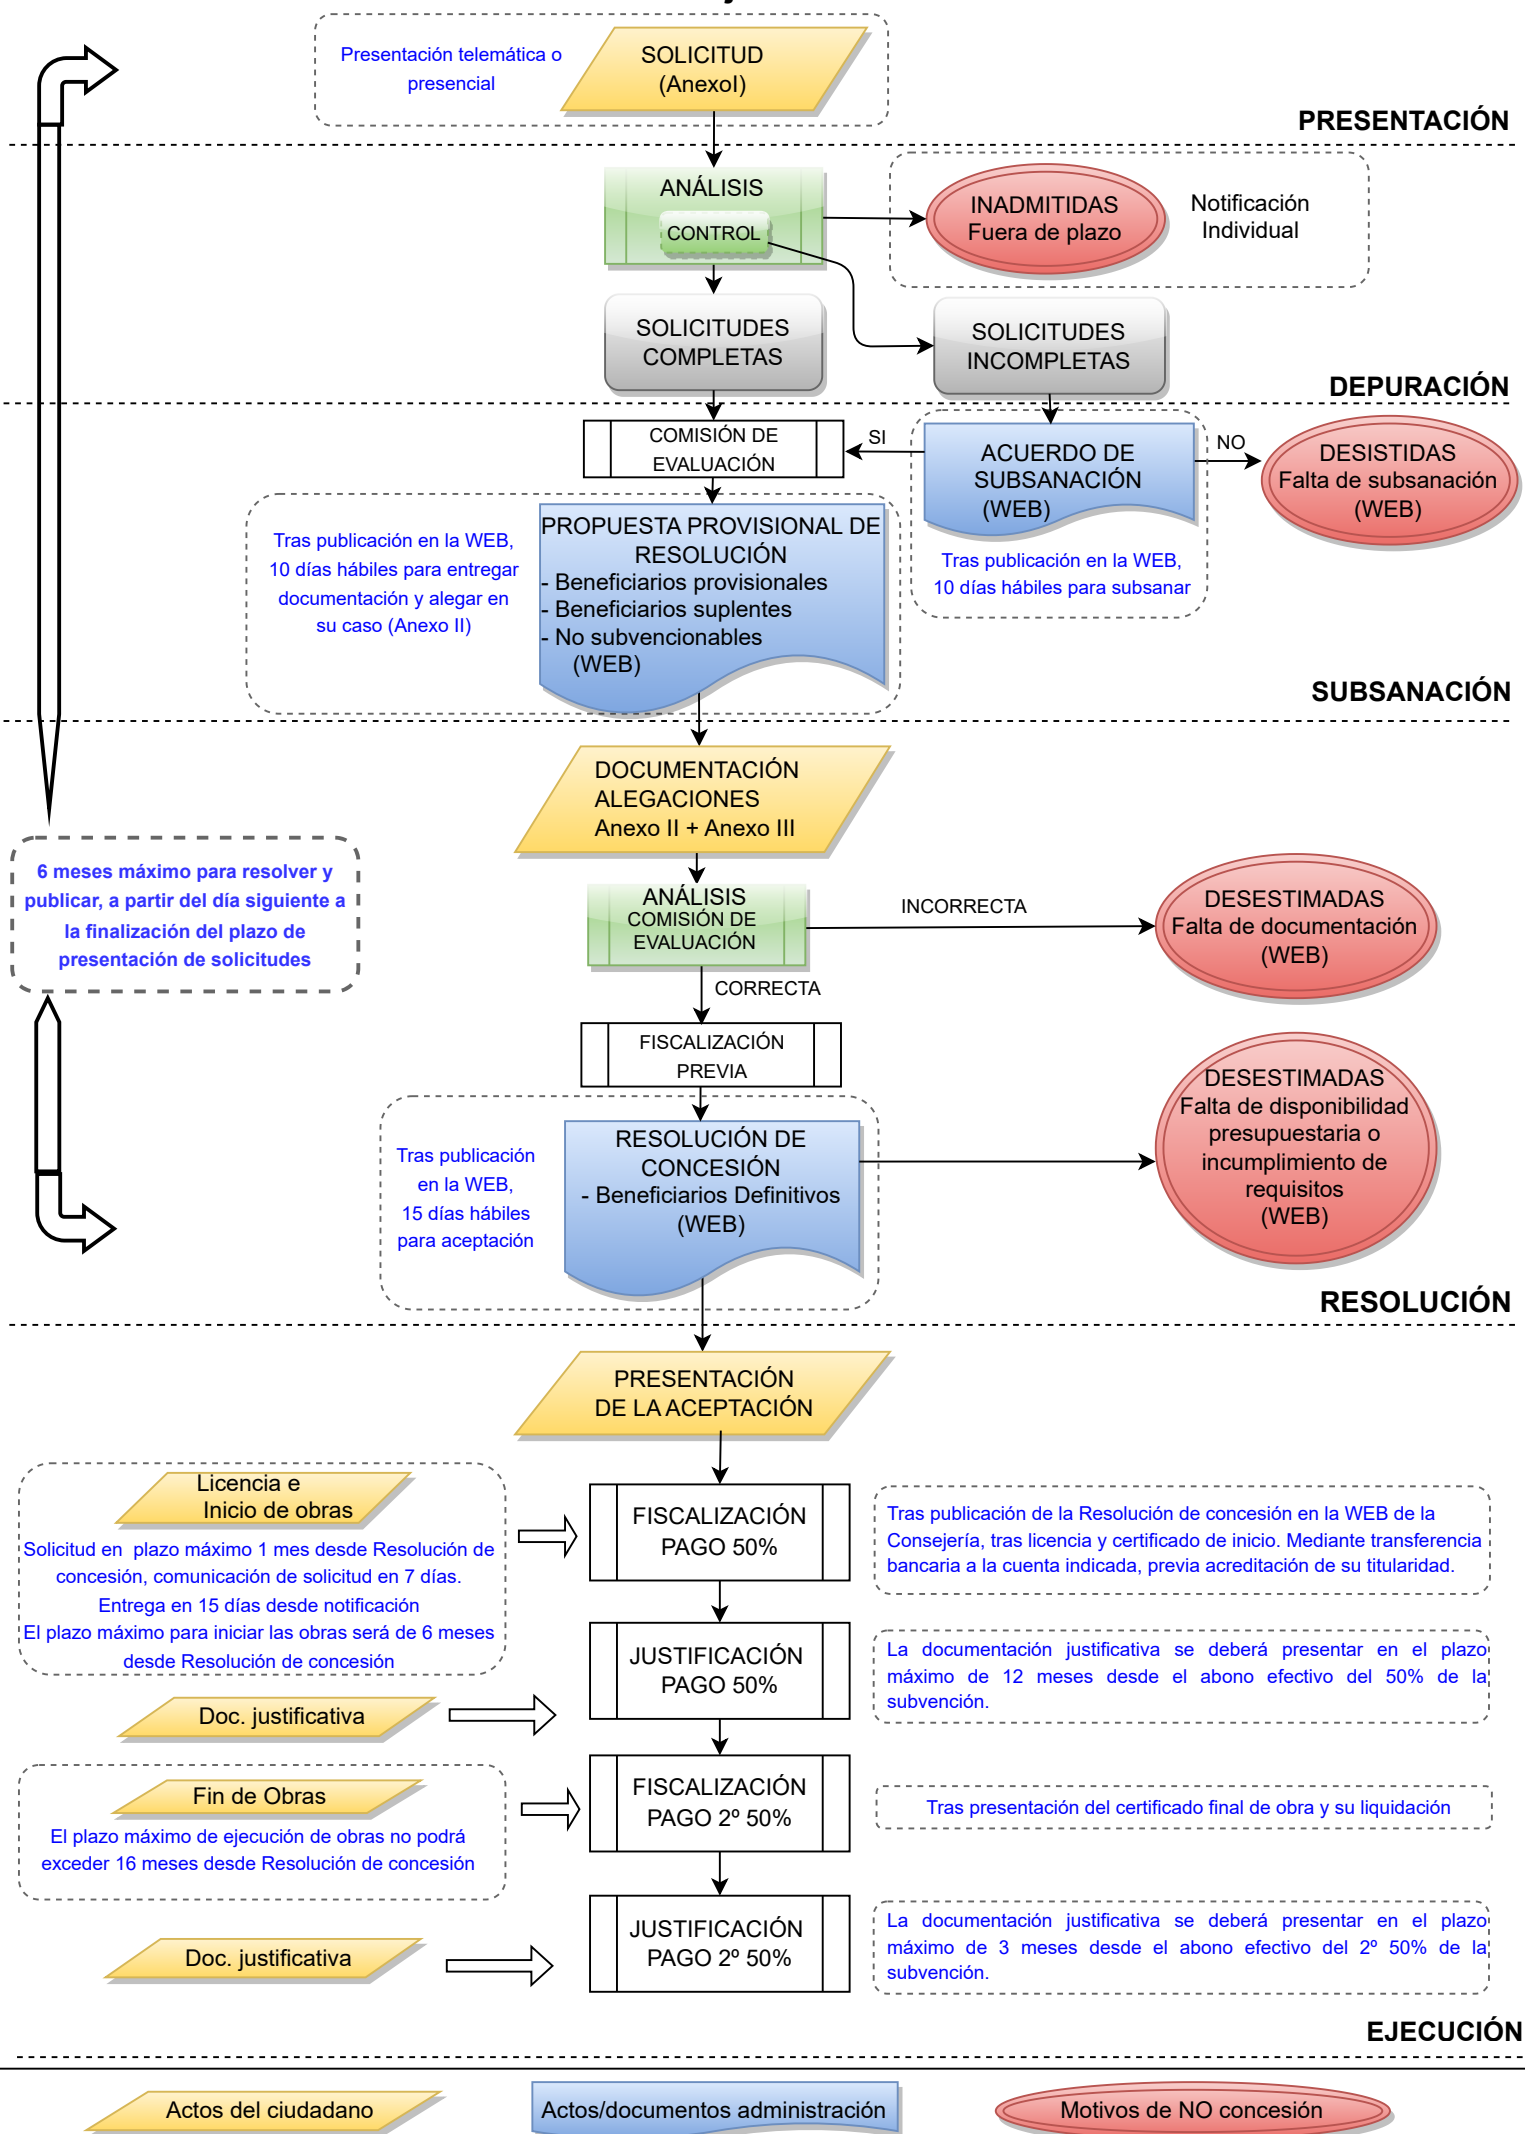 Presentación telemática o
presencial
SOLICITUD
(AnexoI)
PRESENTACIÓN
ANÁLISIS
CONTROL
INADMITIDAS
Fuera de plazo
Notificación
Individual
SOLICITUDES
COMPLETAS
SOLICITUDES
INCOMPLETAS
DEPURACIÓN
COMISIÓN DE
EVALUACIÓN
SI
ACUERDO DE
SUBSANACIÓN
(WEB)
NO
DESISTIDAS
Falta de subsanación
(WEB)
Tras publicación en la WEB,
10 días hábiles para entregar
documentación y alegar en
su caso (Anexo II)
PROPUESTA PROVISIONAL DE
RESOLUCIÓN
- Beneficiarios provisionales
- Beneficiarios suplentes
- No subvencionables
(WEB)
Tras publicación en la WEB,
10 días hábiles para subsanar
SUBSANACIÓN
DOCUMENTACIÓN
ALEGACIONES
Anexo II + Anexo III
6 meses máximo para resolver y
publicar, a partir del día siguiente a
la finalización del plazo de
presentación de solicitudes
ANÁLISIS
COMISIÓN DE
EVALUACIÓN
INCORRECTA
DESESTIMADAS
Falta de documentación
(WEB)
CORRECTA
FISCALIZACIÓN
PREVIA
Tras publicación
en la WEB,
15 días hábiles
para aceptación
RESOLUCIÓN DE
CONCESIÓN
- Beneficiarios Definitivos
(WEB)
DESESTIMADAS
Falta de disponibilidad
presupuestaria o
incumplimiento de
requisitos
(WEB)
RESOLUCIÓN
PRESENTACIÓN
DE LA ACEPTACIÓN
Licencia e
Inicio de obras
Solicitud en plazo máximo 1 mes desde Resolución de
concesión, comunicación de solicitud en 7 días.
Entrega en 15 días desde notificación
El plazo máximo para iniciar las obras será de 6 meses
desde Resolución de concesión
FISCALIZACIÓN
PAGO 50%
Tras publicación de la Resolución de concesión en la WEB de la
Consejería, tras licencia y certificado de inicio. Mediante transferencia
bancaria a la cuenta indicada, previa acreditación de su titularidad.
Doc. justificativa
JUSTIFICACIÓN
PAGO 50%
La documentación justificativa se deberá presentar en el plazo
máximo de 12 meses desde el abono efectivo del 50% de la
subvención.
Fin de Obras
El plazo máximo de ejecución de obras no podrá
exceder 16 meses desde Resolución de concesión
FISCALIZACIÓN
PAGO 2º 50%
Tras presentación del certificado final de obra y su liquidación
Doc. justificativa
JUSTIFICACIÓN
PAGO 2º 50%
La documentación justificativa se deberá presentar en el plazo
máximo de 3 meses desde el abono efectivo del 2º 50% de la
subvención.
EJECUCIÓN
Actos del ciudadano
Actos/documentos administración
Motivos de NO concesión